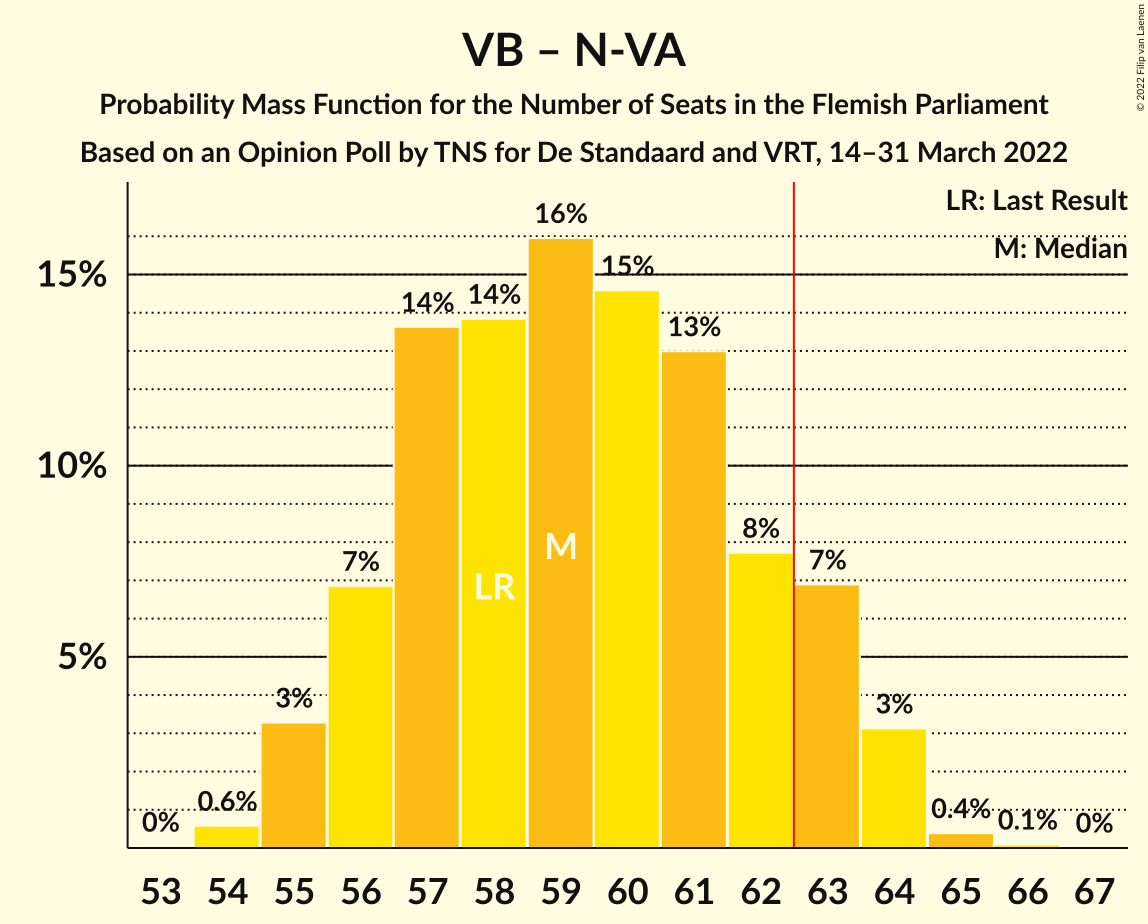 VB – N-VA
Probability Mass Function for the Number of Seats in the Flemish Parliament
Based on an Opinion Poll by TNS for De Standaard and VRT, 14–31 March 2022
© 2022 Filip van Laenen
LR: Last Result
M: Median
15%
10%
5%
0%
0.6%
3%
7%
14%
14%
16%
15%
13%
8%
7%
3%
0.4%
0.1%
0%
LR
M
53 54 55 56 57 58 59 60 61 62 63 64 65 66 67